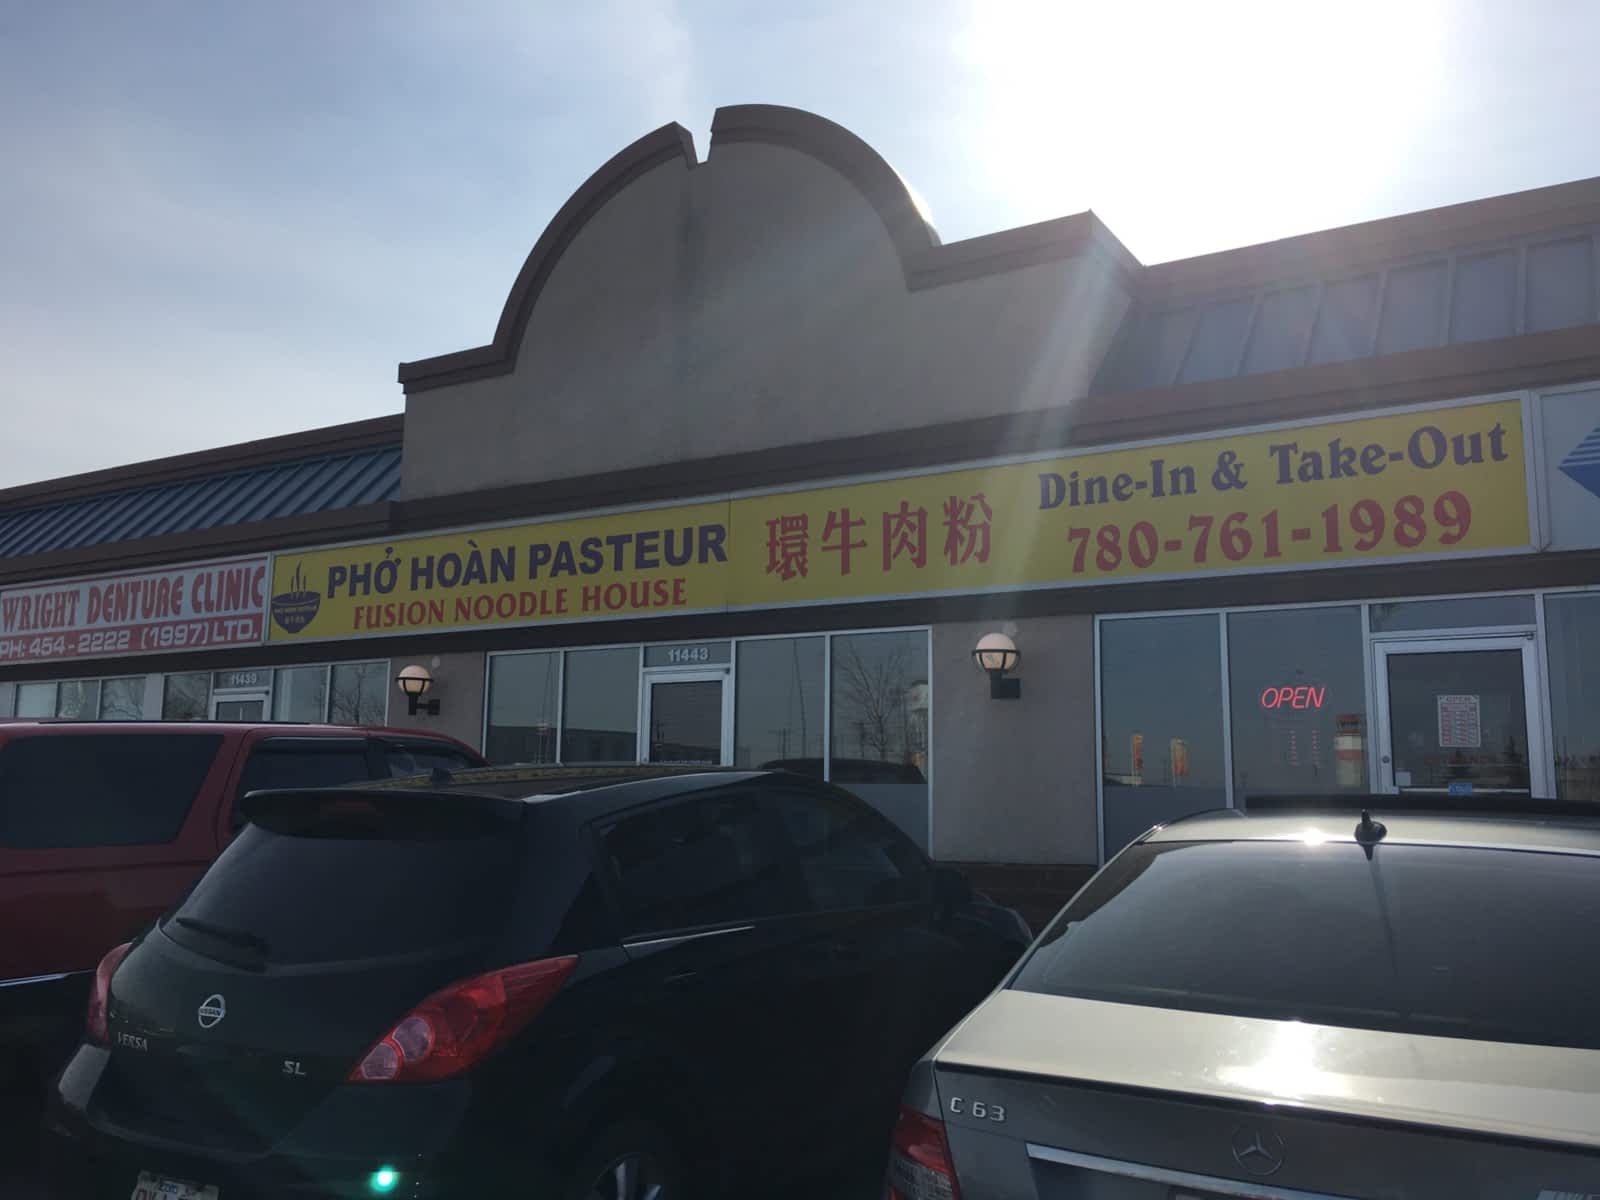 WRIGHT DENTURE CLINIC
PH: 454-2222 (1997) LTD.
PHỞ HOÀN PASTEUR
FUSION NOODLE HOUSE
環牛肉粉
Dine-In & Take-Out
780-761-1989
11439
11443
OPEN
OPEN
NISSAN
VERSA
SL
C 63